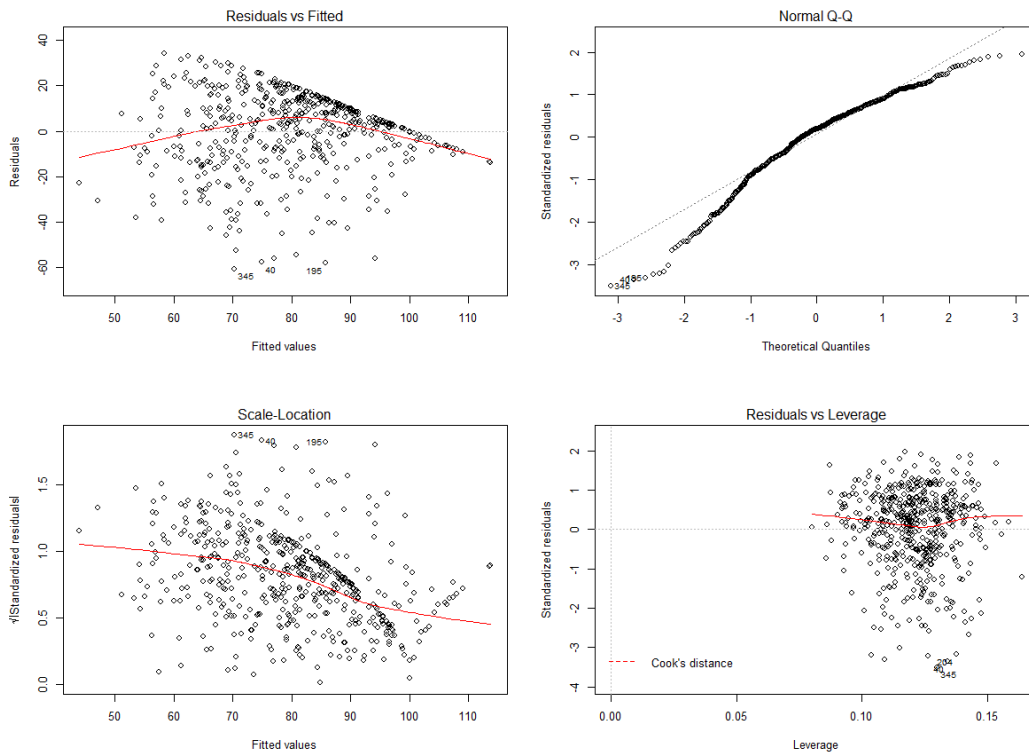 Residuals vs Fitted
Residuals
40
20
0
-20
-40
-60
345 40 195
50 60 70 80 90 100 110
Fitted values
Normal Q-Q
Standardized residuals
2
1
0
-1
-2
-3
345
-3 -2 -1 0 1 2 3
Theoretical Quantiles
Scale-Location
√|Standardized residuals|
1.5
1.0
0.5
0.0
345 40 195
50 60 70 80 90 100 110
Fitted values
Residuals vs Leverage
Standardized residuals
2
1
0
-1
-2
-3
-4
Cook's distance
204
40
345
0.00 0.05 0.10 0.15
Leverage